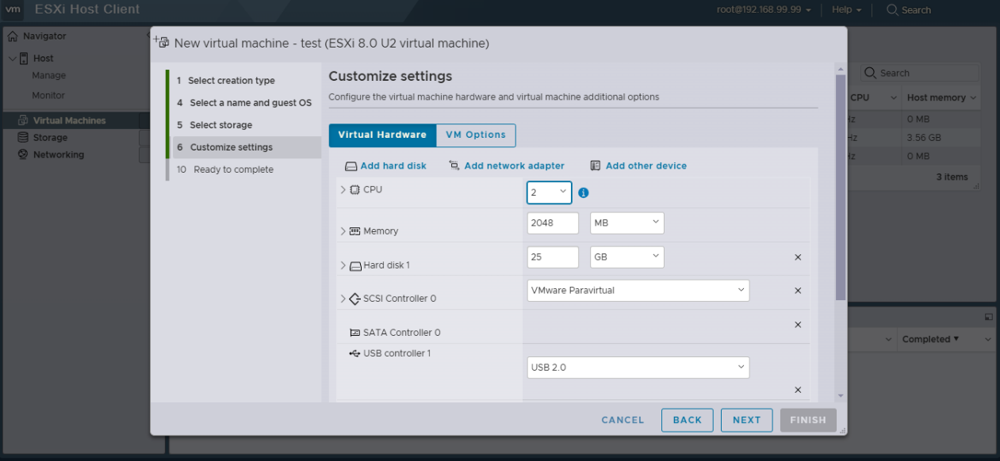 vm ESXi Host Client
root@192.168.99.99 Help Search
Navigator
Host
Manage
Monitor
Virtual Machines
Storage
Networking
New virtual machine - test (ESXi 8.0 U2 virtual machine)
1 Select creation type
4 Select a name and guest OS
5 Select storage
6 Customize settings
10 Ready to complete
Customize settings
Configure the virtual machine hardware and virtual machine additional options
Virtual Hardware VM Options
Add hard disk Add network adapter Add other device
CPU 2
Memory 2048 MB
Hard disk 1 25 GB
SCSI Controller 0 VMware Paravirtual
SATA Controller 0
USB controller 1
USB 2.0
CANCEL BACK NEXT FINISH
Search
CPU Host memory
Hz 0 MB
Hz 3.56 GB
Hz 0 MB
3 items
Completed